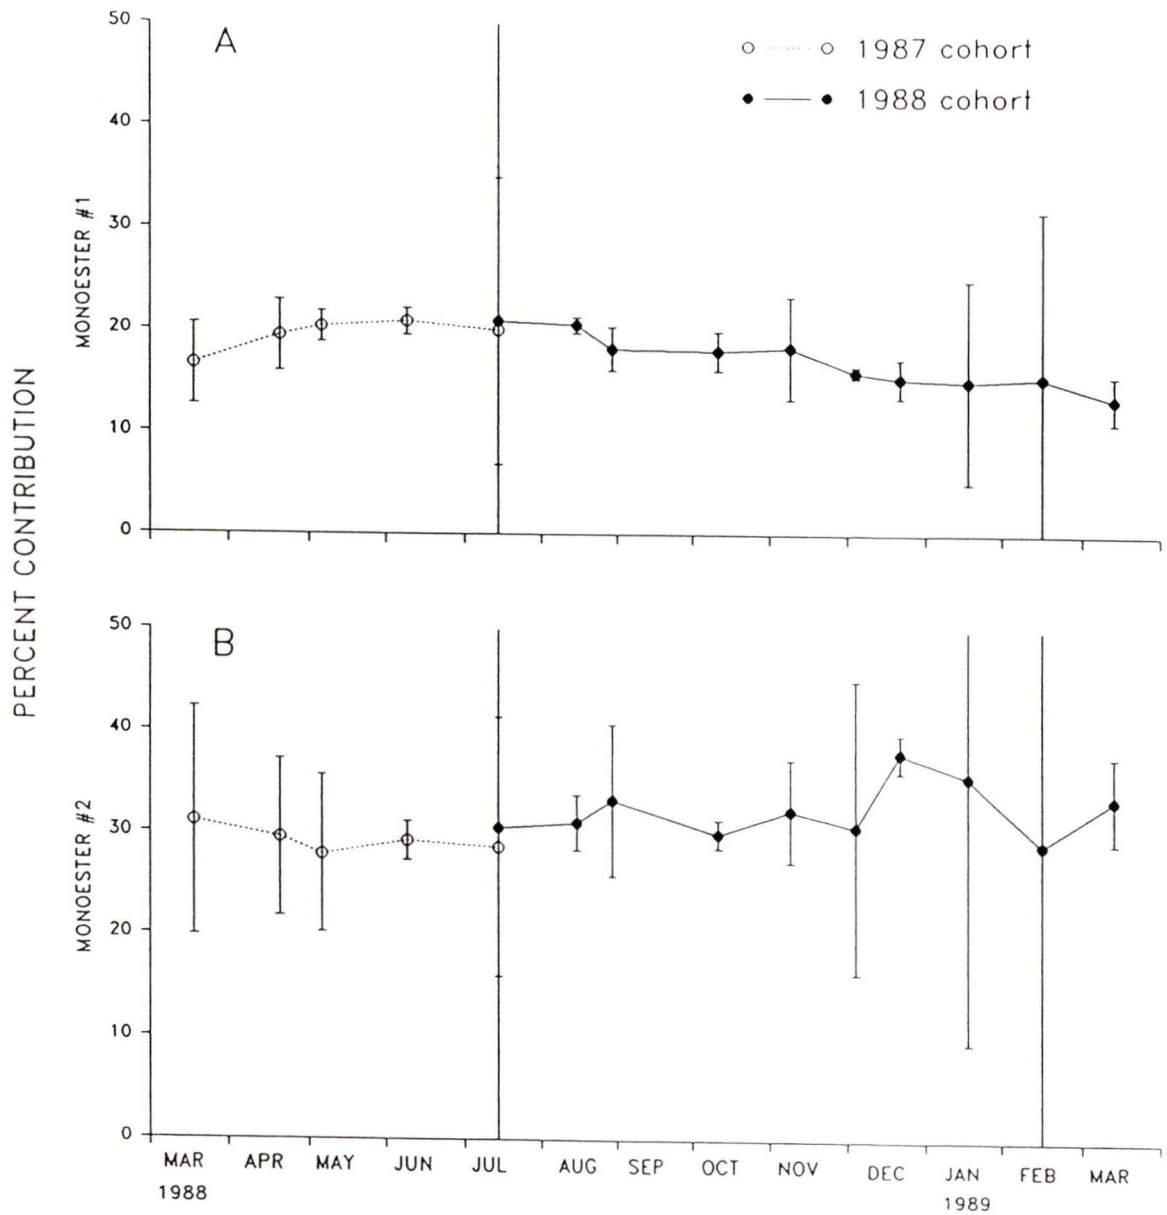 PERCENT CONTRIBUTION
A
1987 cohort
1988 cohort
MONOESTER #1
50
40
30
20
10
0
B
MONOESTER #2
50
40
30
20
10
0
MAR APR MAY JUN JUL AUG SEP OCT NOV DEC JAN FEB MAR
1988 1989